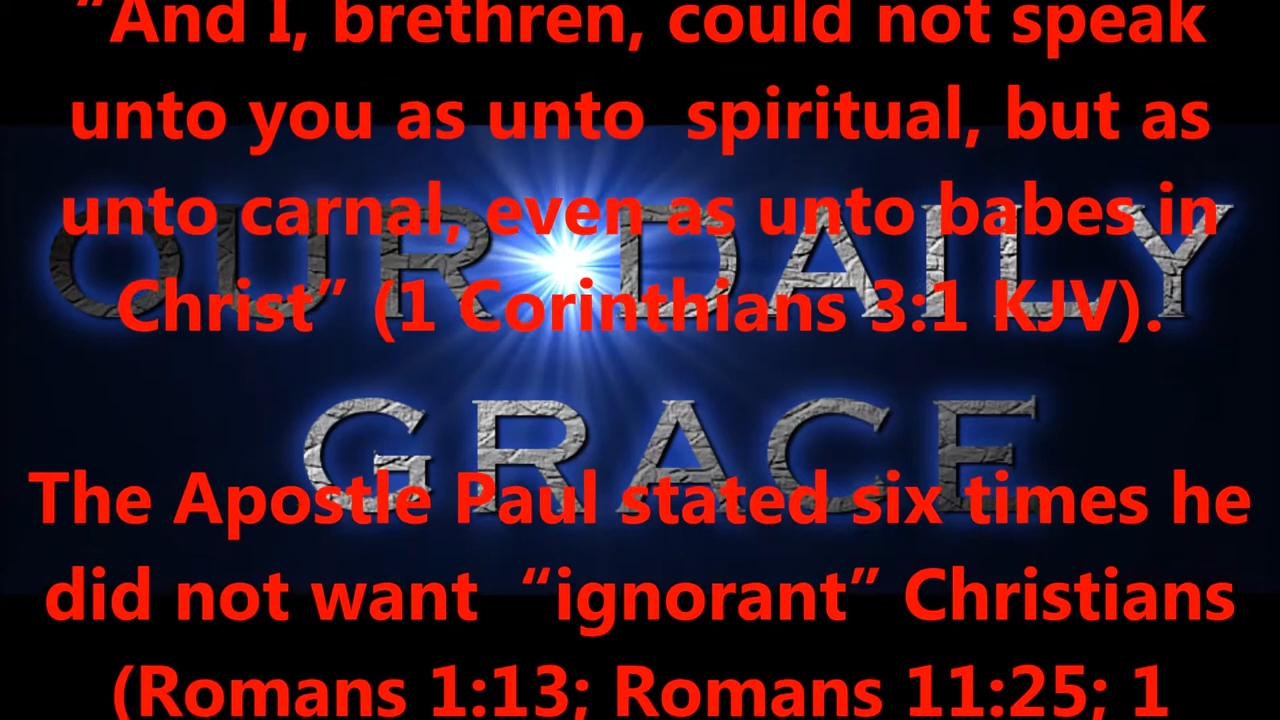 “And I, brethren, could not speak
unto you as unto  spiritual, but as
unto carnal, even as unto babes in
OUR DAILY
Christ” (1 Corinthians 3:1 KJV).
GRACE
The Apostle Paul stated six times he
did not want  “ignorant” Christians
(Romans 1:13; Romans 11:25; 1